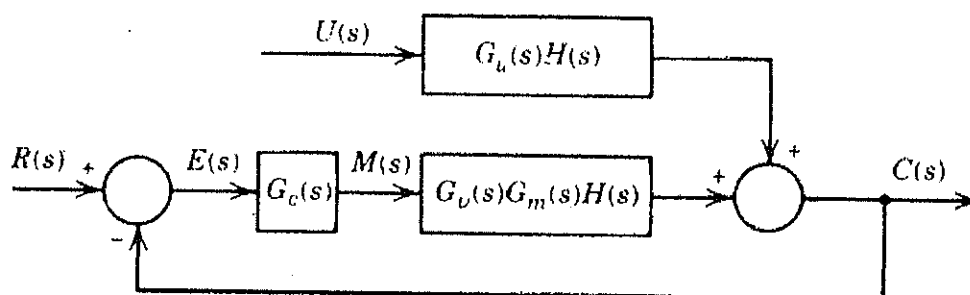 U(s)
G_u(s)H(s)
+
R(s)
+
E(s)
G_c(s)
M(s)
G_v(s)G_m(s)H(s)
+
C(s)
-